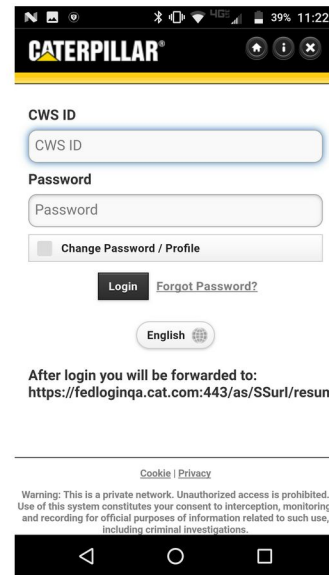 4G 39% 11:22
CATERPILLAR®
CWS ID
CWS ID
Password
Password
Change Password / Profile
Login Forgot Password?
English
After login you will be forwarded to:
https://fedloginqa.cat.com:443/as/SSurl/resum
Cookie | Privacy
Warning: This is a private network. Unauthorized access is prohibited.
Use of this system constitutes your consent to interception, monitoring
and recording for official purposes of information related to such use,
including criminal investigations.